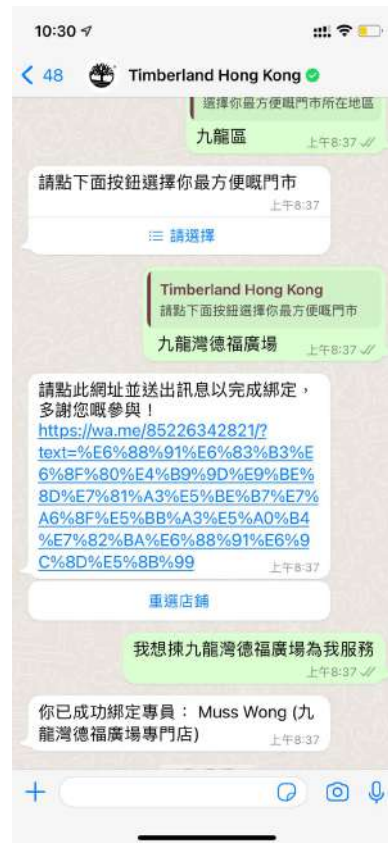 10:30
48
Timberland Hong Kong
選擇你最方便嘅門市所在地區
九龍區
上午8:37
請點下面按鈕選擇你最方便嘅門市
上午8:37
請選擇
Timberland Hong Kong
請點下面按鈕選擇你最方便嘅門市
九龍灣德福廣場
上午8:37
請點此網址並送出訊息以完成綁定，
多謝您嘅參與！
https://wa.me/85226342821/?
text=%E6%88%91%E6%83%B3%E
6%8F%80%E4%B9%9D%E9%BE%
8D%E7%81%A3%E5%BE%B7%E7%
A6%8F%E5%BB%A3%E5%A0%B4
%E7%82%BA%E6%88%91%E6%9
C%8D%E5%8B%99
上午8:37
重選店鋪
我想揀九龍灣德福廣場為我服務
上午8:37
你已成功綁定專員： Muss Wong (九
龍灣德福廣場專門店)
上午8:37